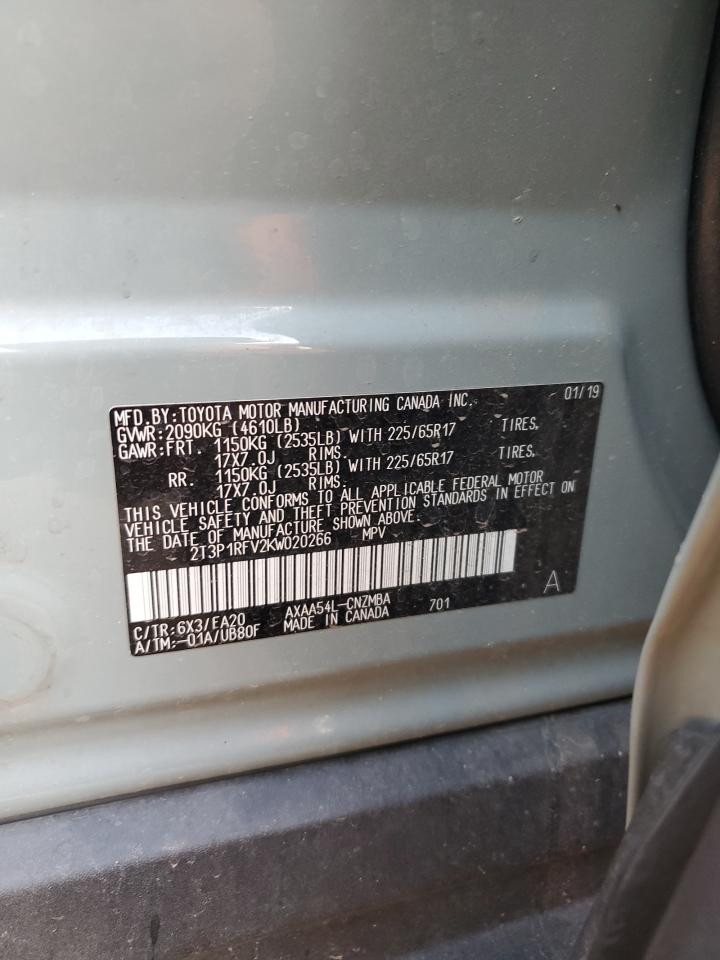 MFD. BY: TOYOTA MOTOR MANUFACTURING CANADA INC. 01/19
GVWR: 2090KG (4610LB)
GAWR: FRT. 1150KG (2535LB) WITH 225/65R17 TIRES,
17X7.0J RIMS.
RR. 1150KG (2535LB) WITH 225/65R17 TIRES,
17X7.0J RIMS.
THIS VEHICLE CONFORMS TO ALL APPLICABLE FEDERAL MOTOR
VEHICLE SAFETY AND THEFT PREVENTION STANDARDS IN EFFECT ON
THE DATE OF MANUFACTURE SHOWN ABOVE.
2T3P1RFV2KW020266 MPV
A
C/TR: 6X3/FA20 AXAA54L-CNZMBA 701
A/TM: -01A/UB80F MADE IN CANADA